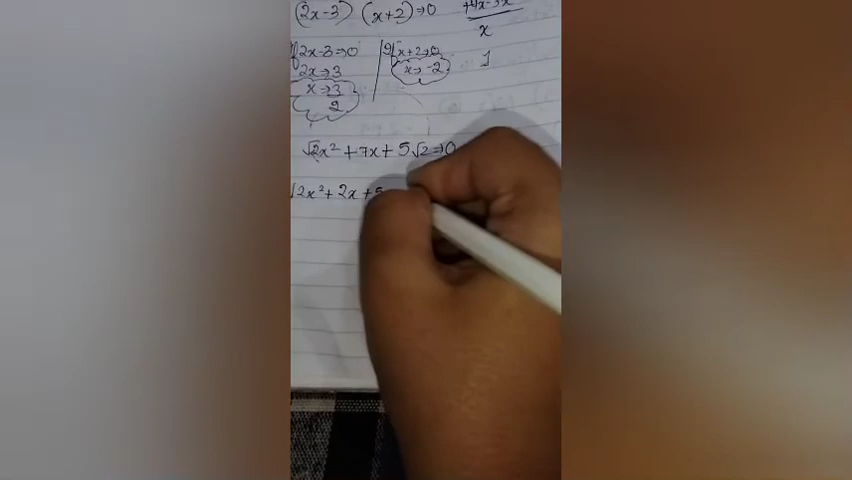 (2x-3) (x+2)⇒0
+4x-3x
x
1
If 2x-3⇒0
2x⇒3
x⇒3
2
If x+2⇒0
x⇒-2
√2x²+7x+5√2⇒0
√2x²+2x+5